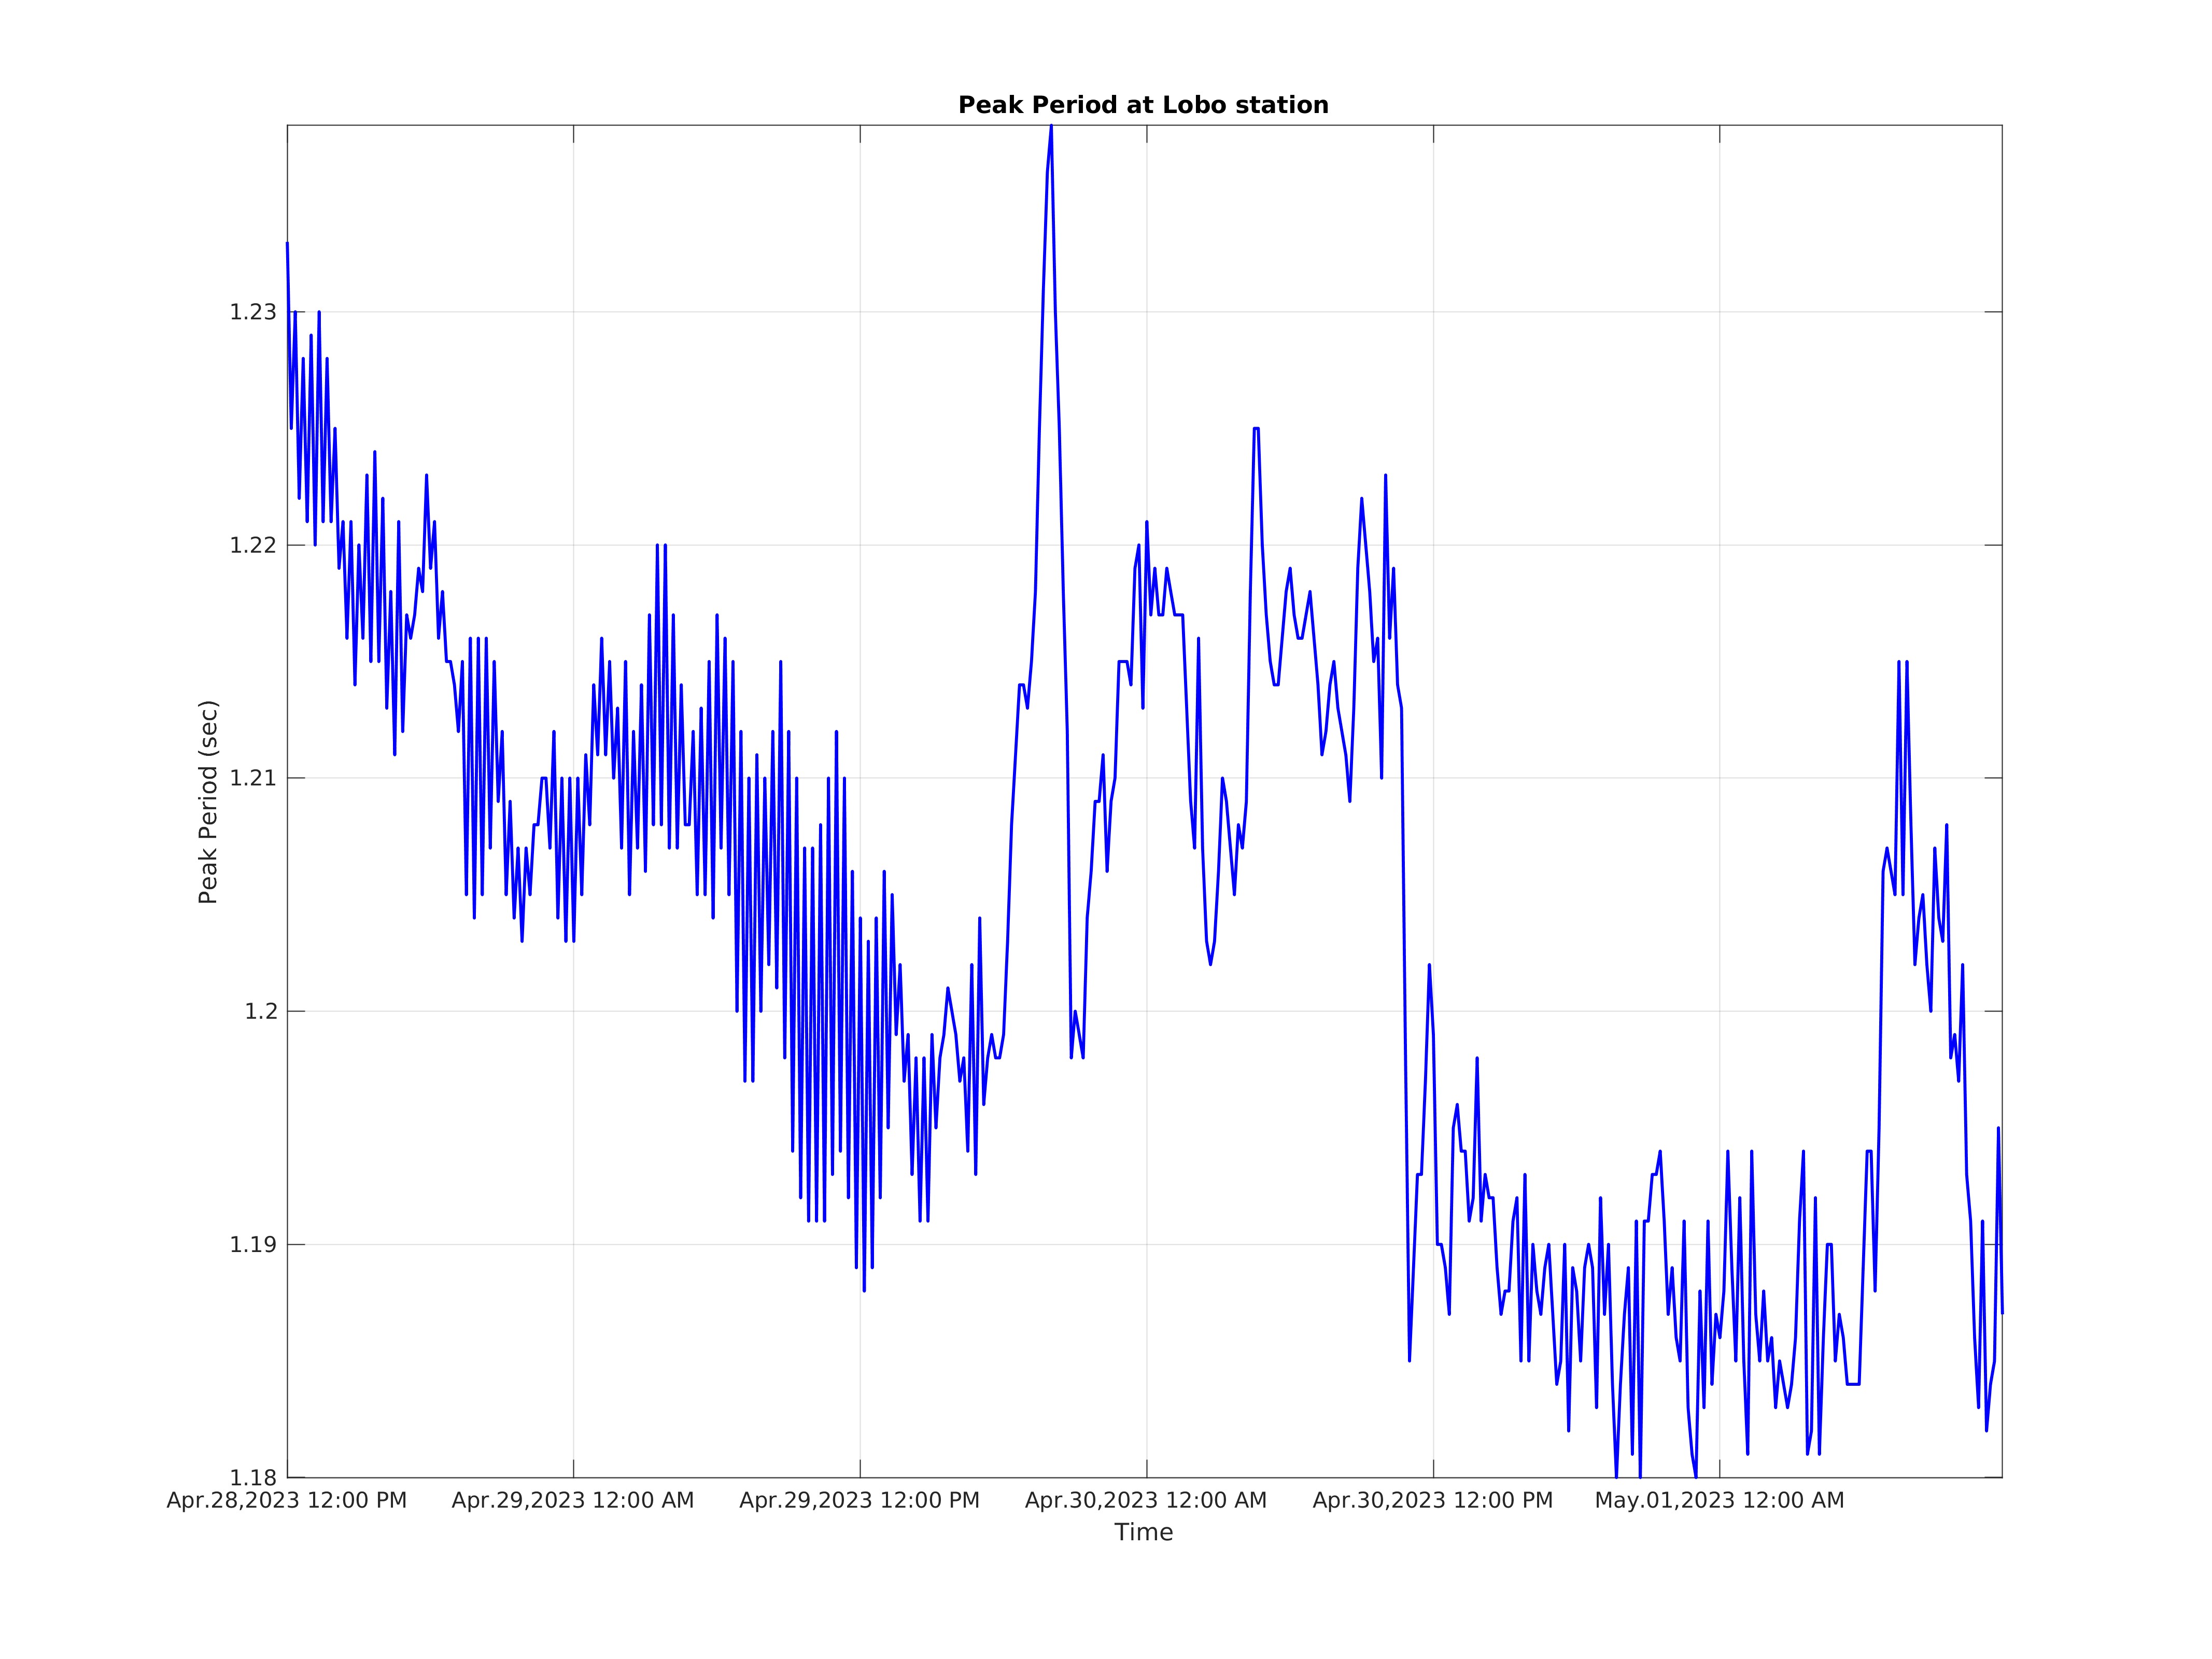 Peak Period at Lobo station
Peak Period (sec)
1.23
1.22
1.21
1.2
1.19
1.18
Apr.28,2023 12:00 PM Apr.29,2023 12:00 AM Apr.29,2023 12:00 PM Apr.30,2023 12:00 AM Apr.30,2023 12:00 PM May.01,2023 12:00 AM
Time